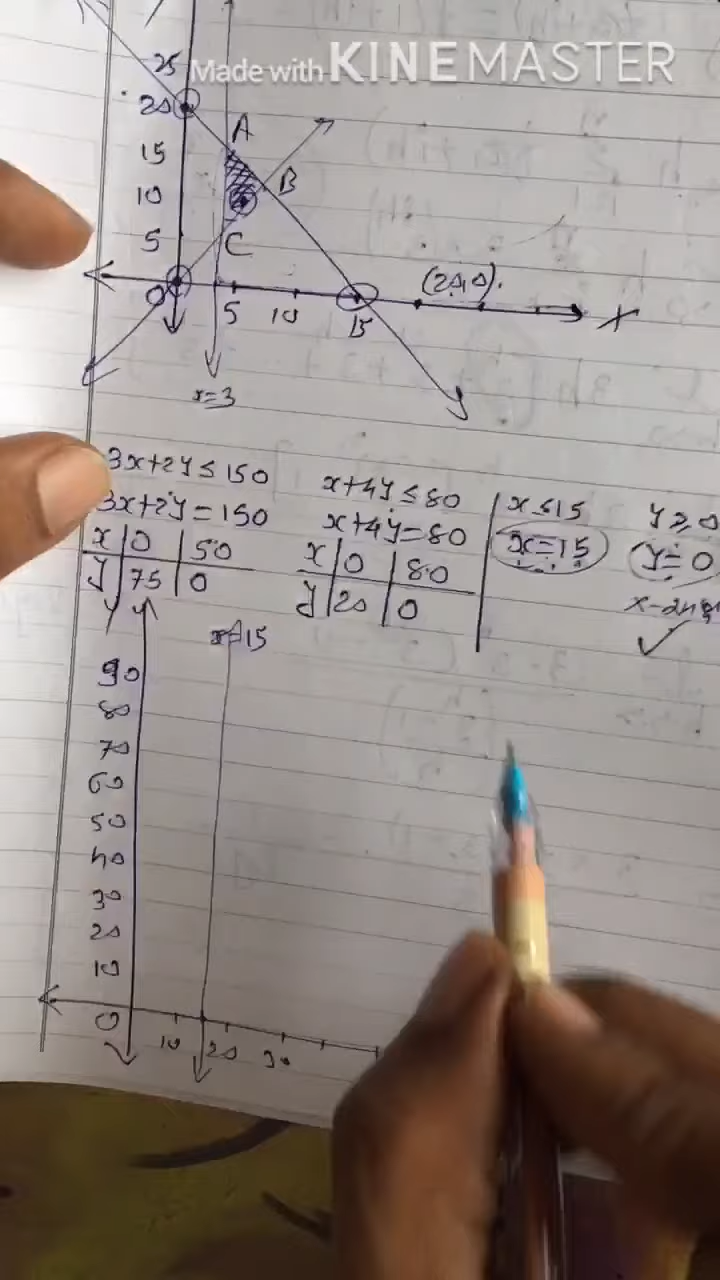 Made with KINEMASTER
25
20
15
10
5
A
B
C
(20,0)
0 5 10 15 X
x=3
3x+2y≤150 x+4y≤80 x≤15 y≥0
3x+2y=150 x+4y=80 x=15 y=0
x 0 50 x 0 80
y 75 0 y 20 0
y x=15
90
80
70
60
50
40
30
20
10
0 10 20 30